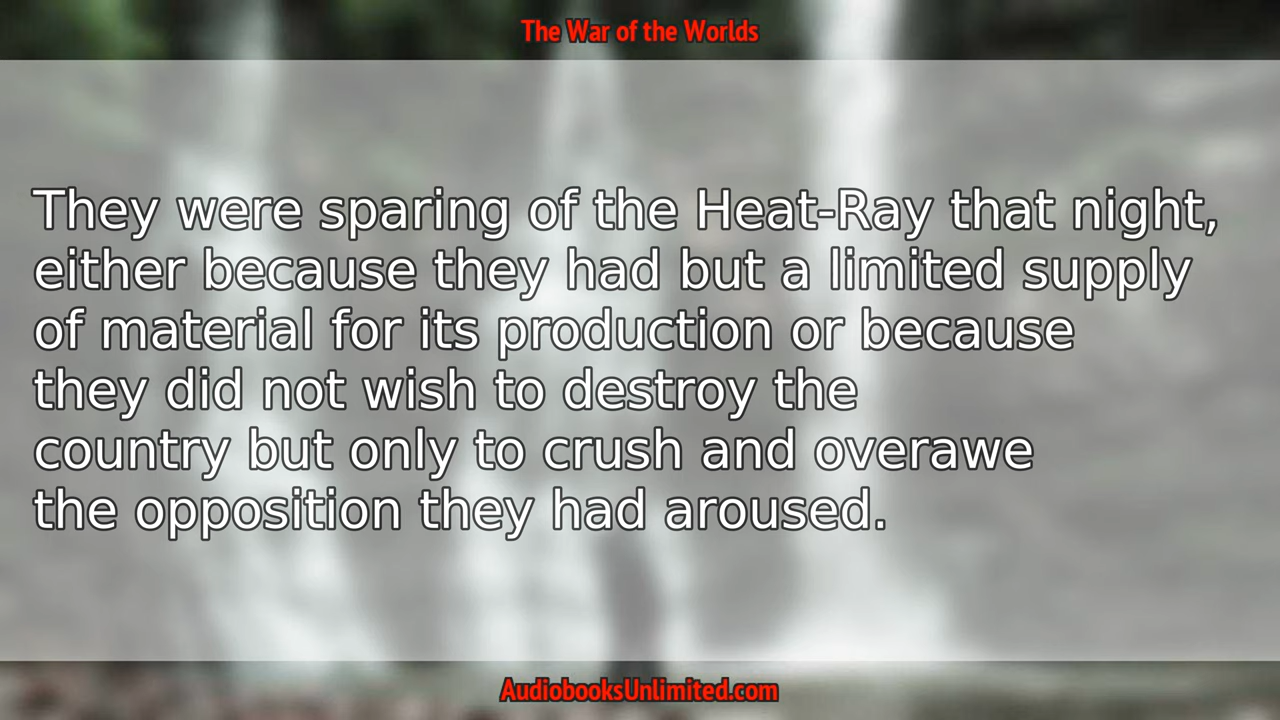 The War of the Worlds
They were sparing of the Heat-Ray that night,
either because they had but a limited supply
of material for its production or because
they did not wish to destroy the
country but only to crush and overawe
the opposition they had aroused.
AudiobooksUnlimited.com